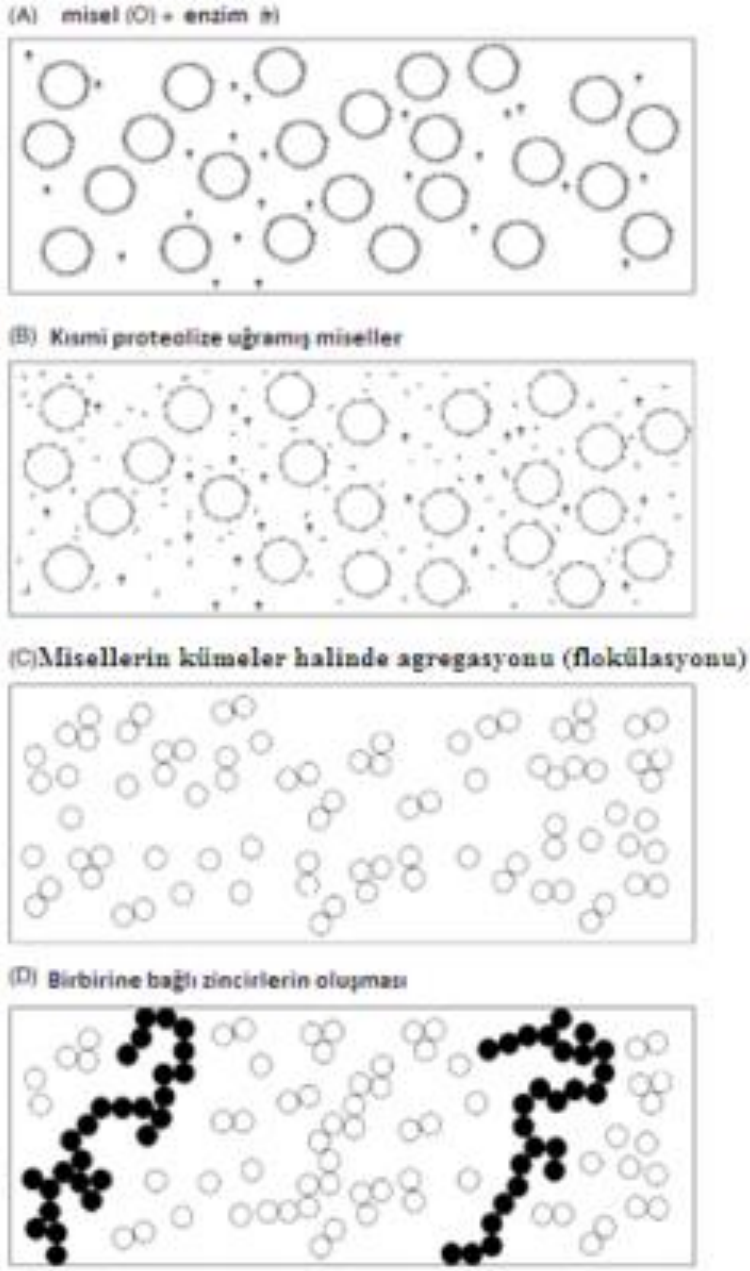 (A) misel (O) + enzim (е)
(B) Kısmi proteolize uğramış miseller
(C)Misellerin kümeler halinde agregasyonu (flokülasyonu)
(D) Birbirine bağlı zincirlerin oluşması